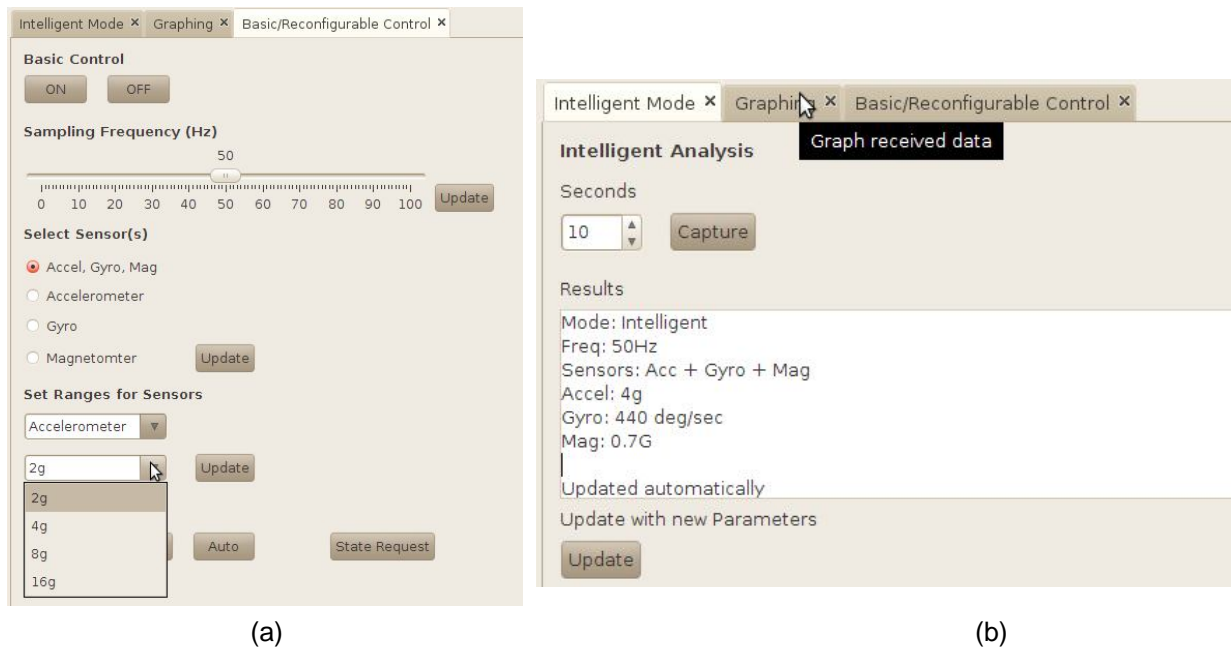 Intelligent Mode × Graphing × Basic/Reconfigurable Control ×
Basic Control
ON OFF
Sampling Frequency (Hz)
50
0 10 20 30 40 50 60 70 80 90 100 Update
Select Sensor(s)
Accel, Gyro, Mag
Accelerometer
Gyro
Magnetomter Update
Set Ranges for Sensors
Accelerometer
2g Update
2g
4g
8g
16g
Auto State Request
(a)
Intelligent Mode × Graphing × Basic/Reconfigurable Control ×
Graph received data
Intelligent Analysis
Seconds
10 Capture
Results
Mode: Intelligent
Freq: 50Hz
Sensors: Acc + Gyro + Mag
Accel: 4g
Gyro: 440 deg/sec
Mag: 0.7G
Updated automatically
Update with new Parameters
Update
(b)